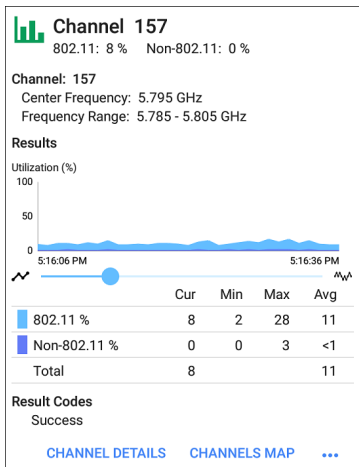 Channel 157
802.11: 8 % Non-802.11: 0 %
Channel: 157
Center Frequency: 5.795 GHz
Frequency Range: 5.785 - 5.805 GHz
Results
Utilization (%)
100
50
0
5:16:06 PM 5:16:36 PM
Cur Min Max Avg
802.11 % 8 2 28 11
Non-802.11 % 0 0 3 <1
Total 8 11
Result Codes
Success
CHANNEL DETAILS CHANNELS MAP